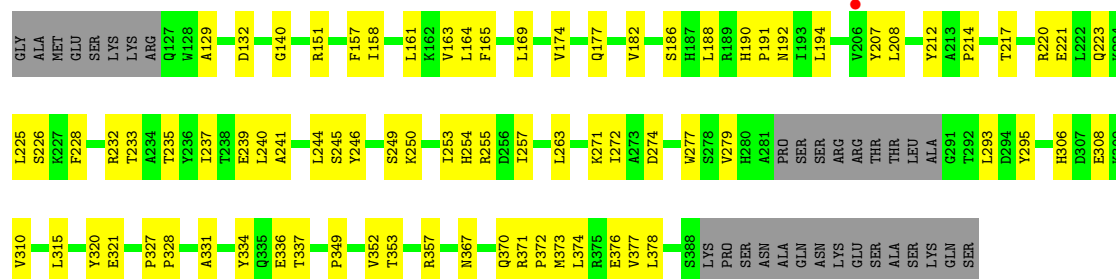 GLY ALA MET GLU SER LYS LYS ARG Q127 W128 A129 D132 G140 R151 F157 I158 L161 K162 V163 L164 F165 L169 V174 Q177 V182 S186 H187 L188 R189 H190 P191 N192 I193 L194 V206 Y207 L208 Y212 A213 P214 T217 R220 E221 L222 Q223
L225 S226 K227 F228 R232 T233 A234 T235 Y236 I237 T238 E239 L240 A241 L244 S245 Y246 S249 K250 I253 H254 R255 D256 I257 L263 K271 I272 A273 D274 W277 S278 V279 H280 A281 PRO SER SER ARG ARG THR THR LEU ALA G291 T292 L293 D294 Y295 H306 D307 E308
V310 L315 Y320 E321 P327 P328 A331 Y334 Q335 E336 T337 P349 V352 T353 R357 N367 Q370 R371 P372 M373 L374 R375 E376 V377 L378 S388 LYS PRO SER ASN ALA GLN ASN LYS GLU SER ALA SER LYS GLN SER